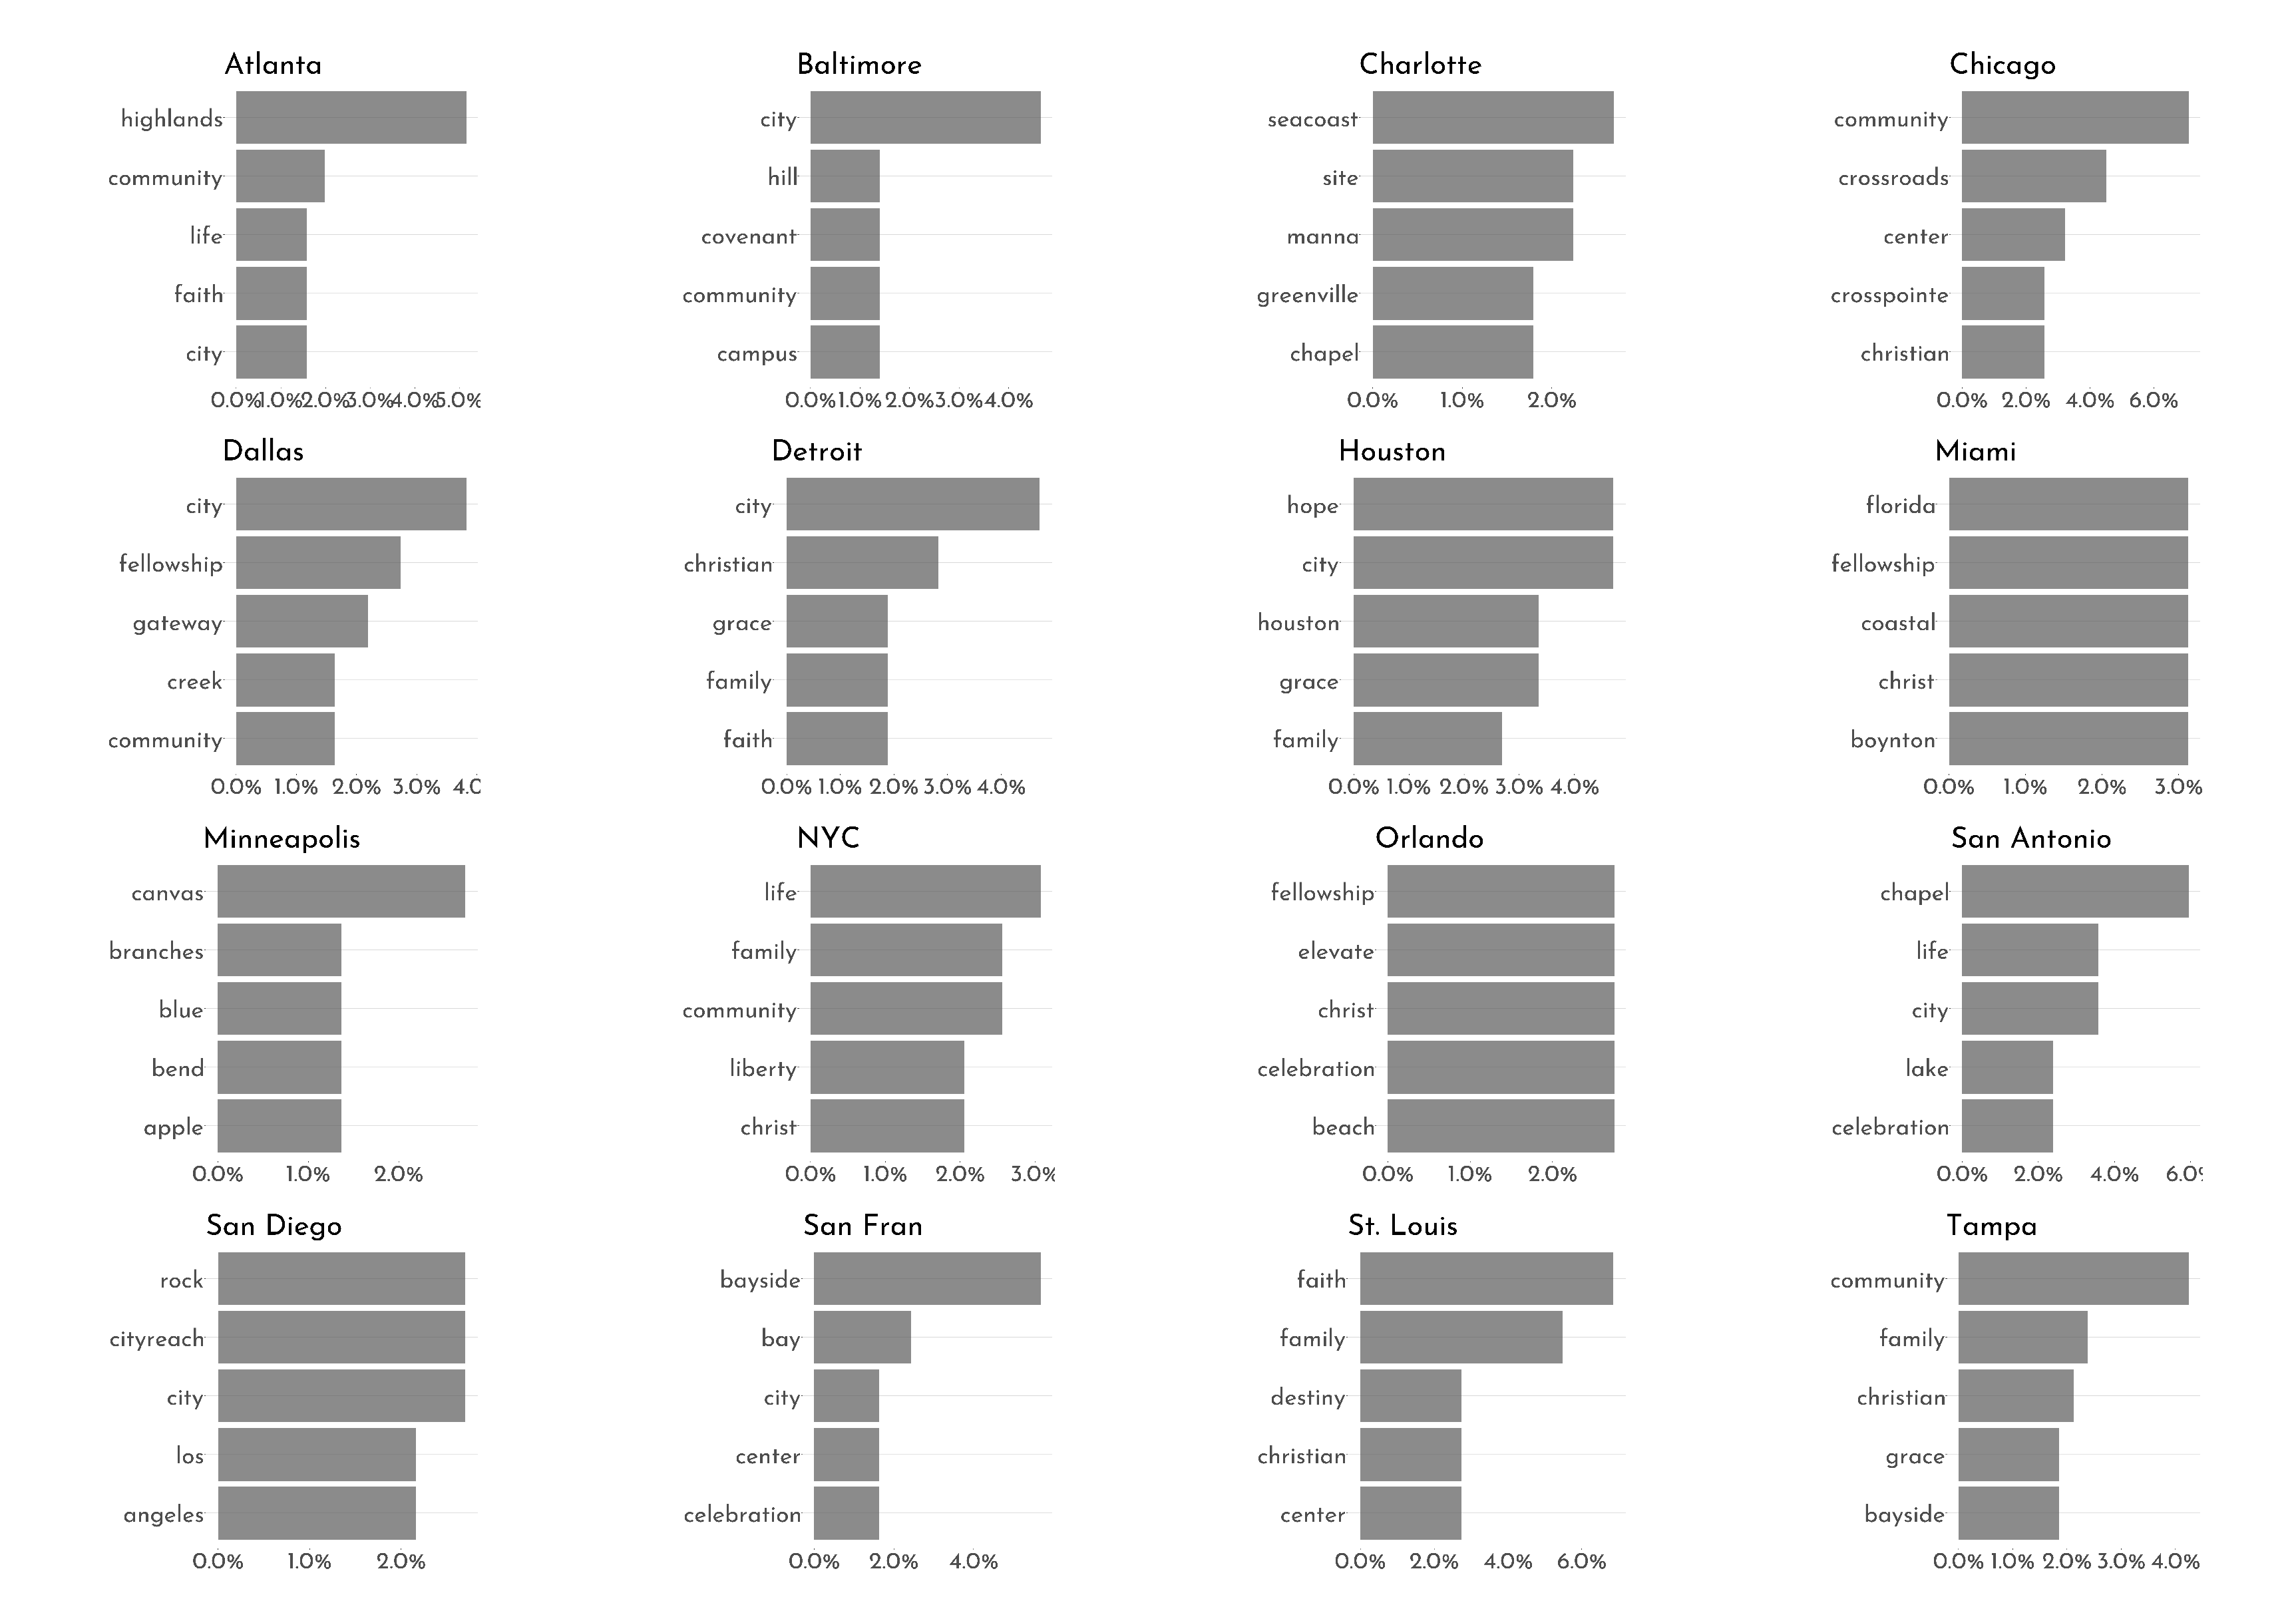 Atlanta
highlands
community
life
faith
city
0.0% 1.0% 2.0% 3.0% 4.0% 5.0%
Baltimore
city
hill
covenant
community
campus
0.0% 1.0% 2.0% 3.0% 4.0%
Charlotte
seacoast
site
manna
greenville
chapel
0.0% 1.0% 2.0%
Chicago
community
crossroads
center
crosspointe
christian
0.0% 2.0% 4.0% 6.0%
Dallas
city
fellowship
gateway
creek
community
0.0% 1.0% 2.0% 3.0% 4.0
Detroit
city
christian
grace
family
faith
0.0% 1.0% 2.0% 3.0% 4.0%
Houston
hope
city
houston
grace
family
0.0% 1.0% 2.0% 3.0% 4.0%
Miami
florida
fellowship
coastal
christ
boynton
0.0% 1.0% 2.0% 3.0%
Minneapolis
canvas
branches
blue
bend
apple
0.0% 1.0% 2.0%
NYC
life
family
community
liberty
christ
0.0% 1.0% 2.0% 3.0%
Orlando
fellowship
elevate
christ
celebration
beach
0.0% 1.0% 2.0%
San Antonio
chapel
life
city
lake
celebration
0.0% 2.0% 4.0% 6.0
San Diego
rock
cityreach
city
los
angeles
0.0% 1.0% 2.0%
San Fran
bayside
bay
city
center
celebration
0.0% 2.0% 4.0%
St. Louis
faith
family
destiny
christian
center
0.0% 2.0% 4.0% 6.0%
Tampa
community
family
christian
grace
bayside
0.0% 1.0% 2.0% 3.0% 4.0%